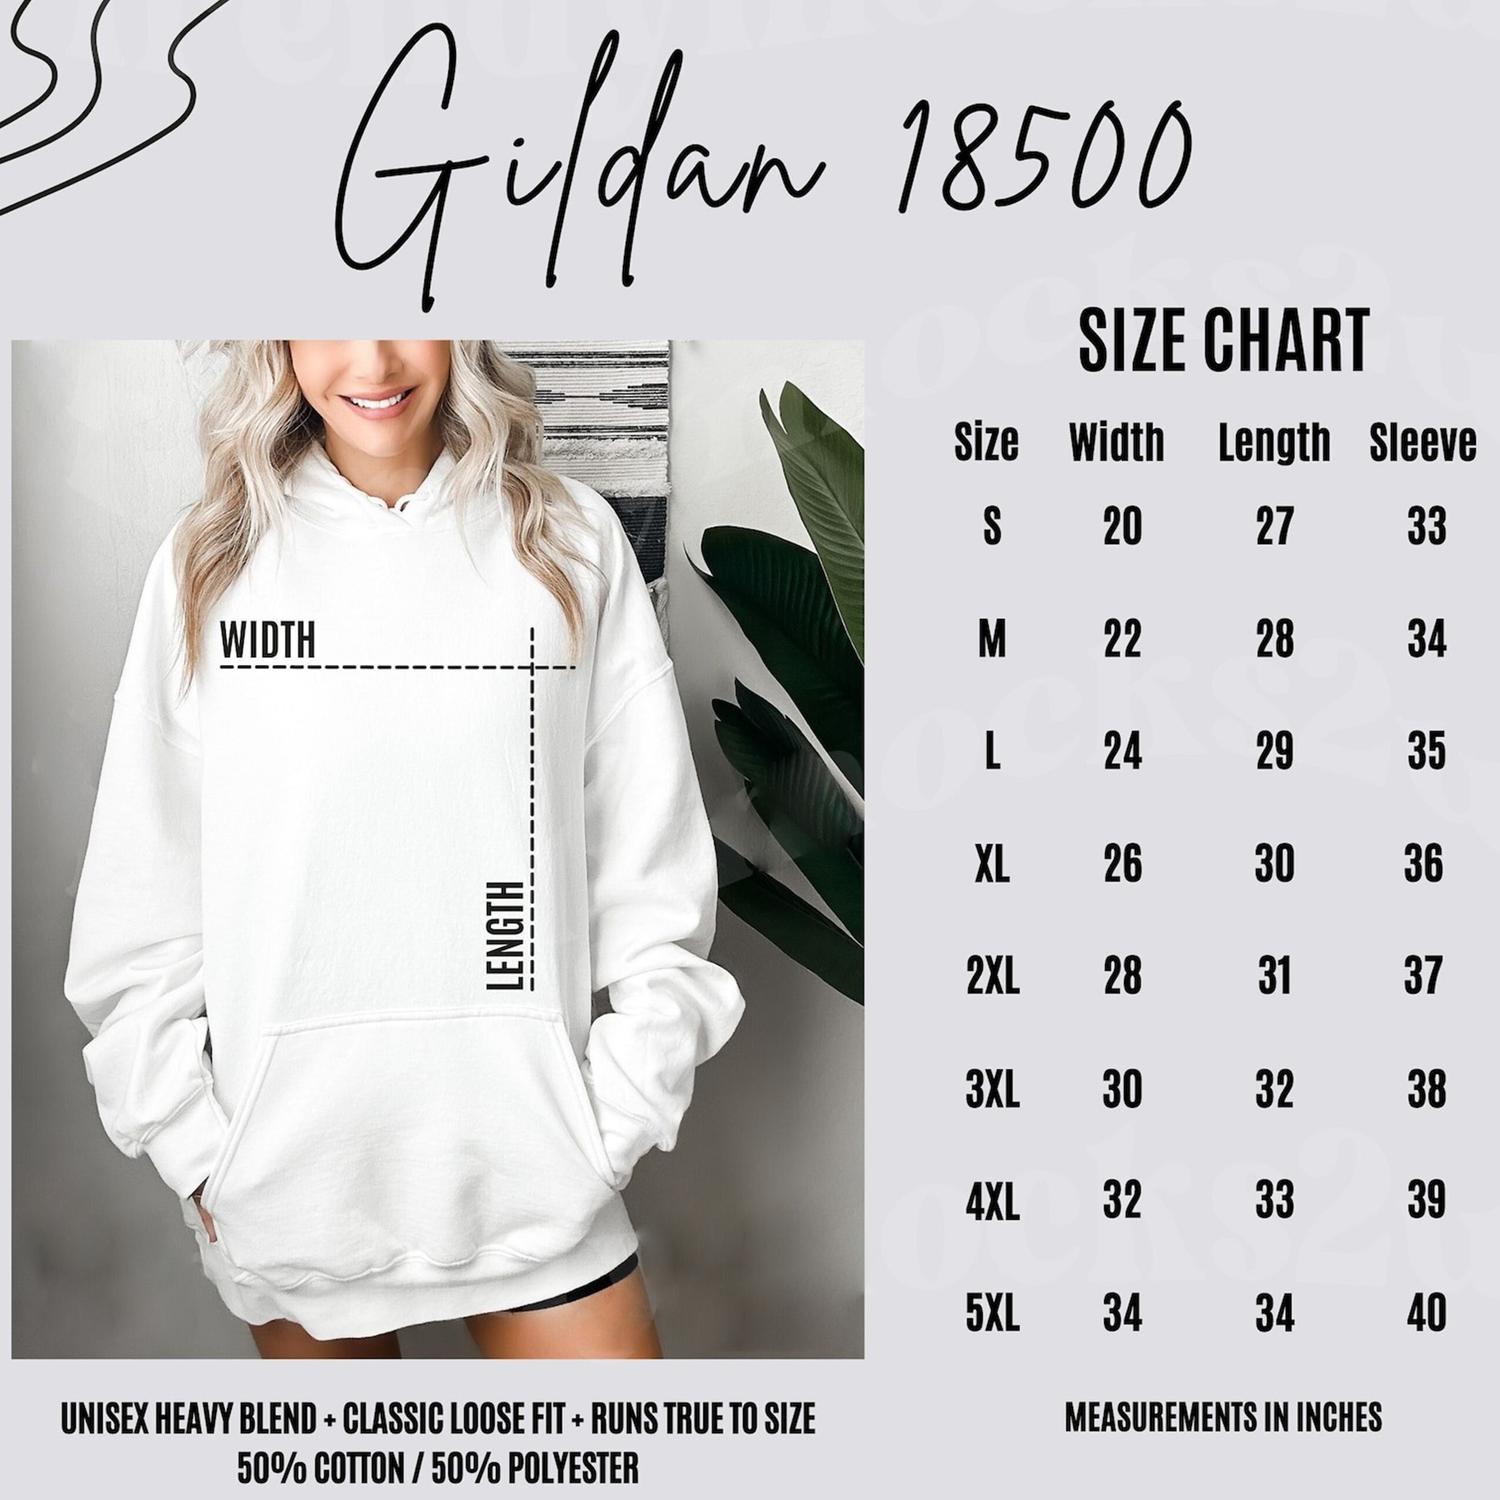 Gildan 18500
SIZE CHART
Size Width Length Sleeve
S 20 27 33
M 22 28 34
L 24 29 35
XL 26 30 36
2XL 28 31 37
3XL 30 32 38
4XL 32 33 39
5XL 34 34 40
WIDTH
LENGTH
UNISEX HEAVY BLEND + CLASSIC LOOSE FIT + RUNS TRUE TO SIZE
50% COTTON / 50% POLYESTER
MEASUREMENTS IN INCHES